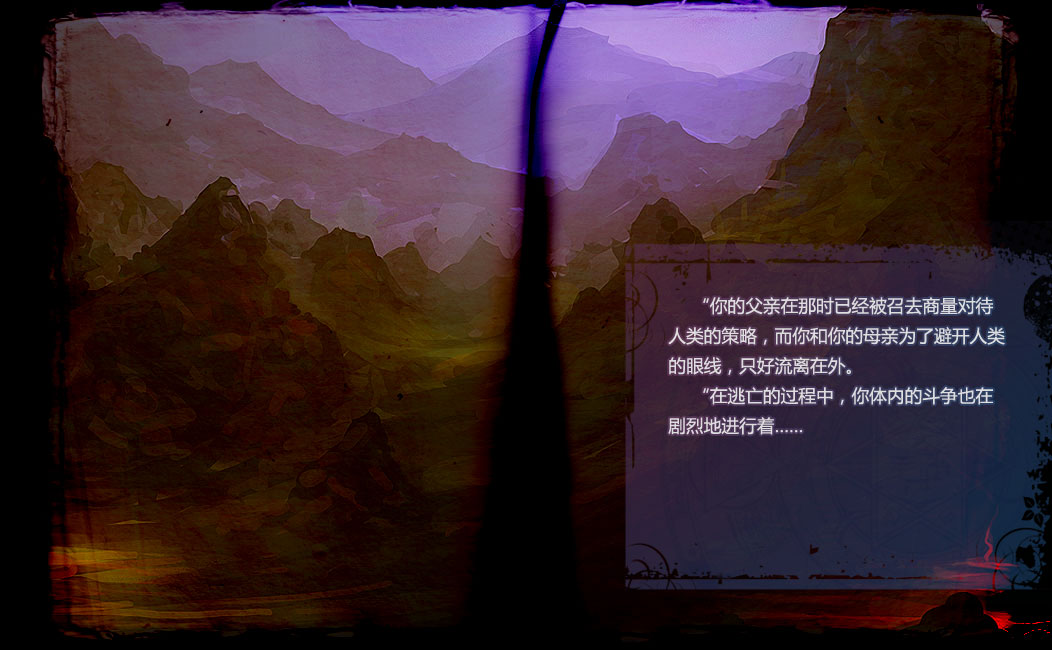 “你的父亲在那时已经被召去商量对待
人类的策略，而你和你的母亲为了避开人类
的眼线，只好流离在外。
“在逃亡的过程中，你体内的斗争也在
剧烈地进行着……